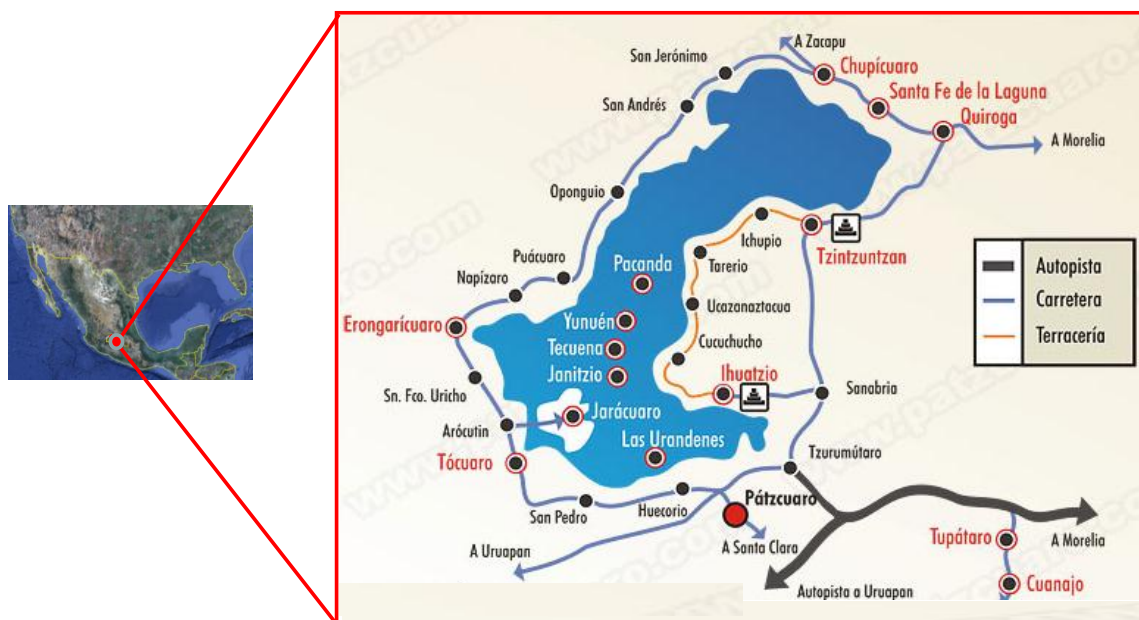 A Zacapu
San Jerónimo
Chupícuaro
San Andrés
Santa Fe de la Laguna
Quiroga
A Morelia
Oponguio
Ichupio
Tzintzuntzan
Puácuaro
Pacanda
Tarerio
Napízaro
Autopista
Ucazonaztacua
Carretera
Erongarícuaro
Yunuén
Terracería
Tecuena
Cucuchucho
Janitzio
Ihuatzio
Sn. Fco. Uricho
Sanabria
Jarácuaro
Arócutin
Las Urandenes
Tzurumútaro
Tócuaro
Pátzcuaro
San Pedro
Huecorio
A Uruapan
A Santa Clara
Tupátaro
A Morelia
Autopista a Uruapan
Cuanajo